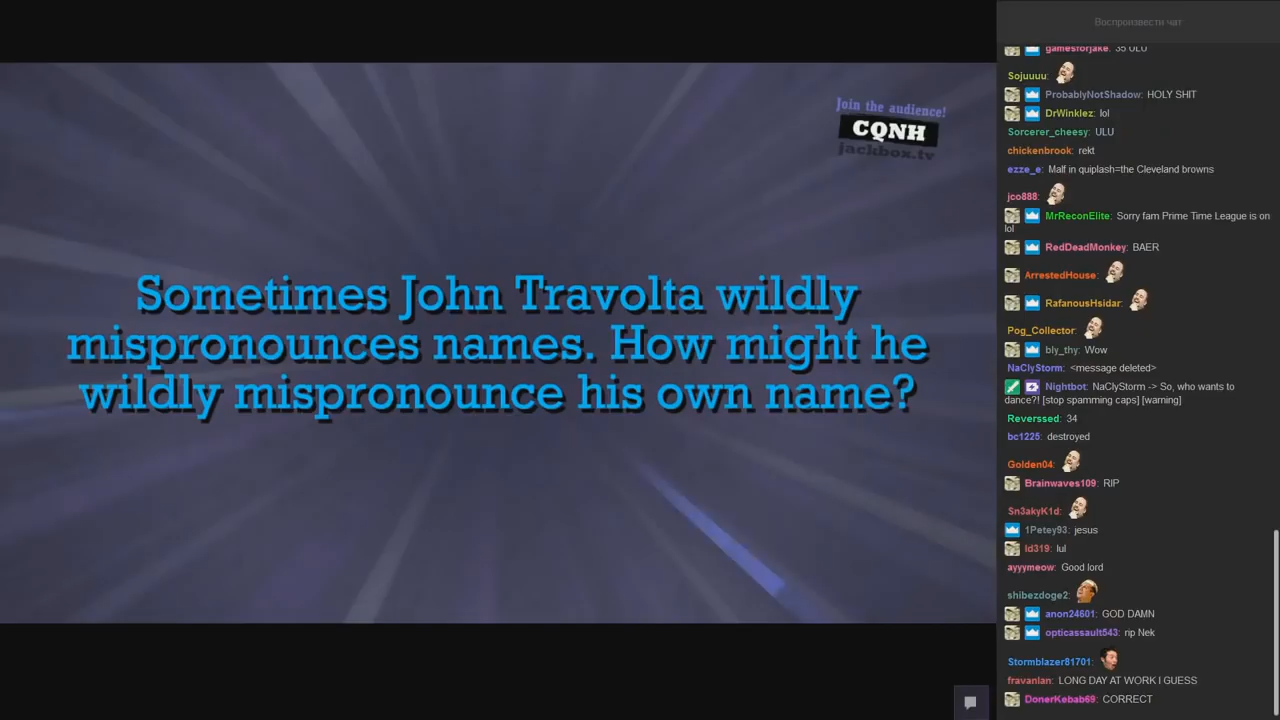 Join the audience!
CQNH
jackbox.tv
Sometimes John Travolta wildly
mispronounces names. How might he
wildly mispronounce his own name?
Воспроизвести чат
gamesforjake: 35 ULU
Sojuuuu:
ProbablyNotShadow: HOLY SHIT
DrWinklez: lol
Sorcerer_cheesy: ULU
chickenbrook: rekt
ezze_e: Malf in quiplash=the Cleveland browns
jco888:
MrReconElite: Sorry fam Prime Time League is on
lol
RedDeadMonkey: BAER
ArrestedHouse:
RafanousHsidar:
Pog_Collector:
bly_thy: Wow
NaClyStorm: <message deleted>
Nightbot: NaClyStorm -> So, who wants to
dance?! [stop spamming caps] [warning]
Reverssed: 34
bc1225: destroyed
Golden04:
Brainwaves109: RIP
Sn3akyK1d:
1Petey93: jesus
ld319: lul
ayyymeow: Good lord
shibezdoge2:
anon24601: GOD DAMN
opticassault543: rip Nek
Stormblazer81701:
fravanlan: LONG DAY AT WORK I GUESS
DonerKebab69: CORRECT